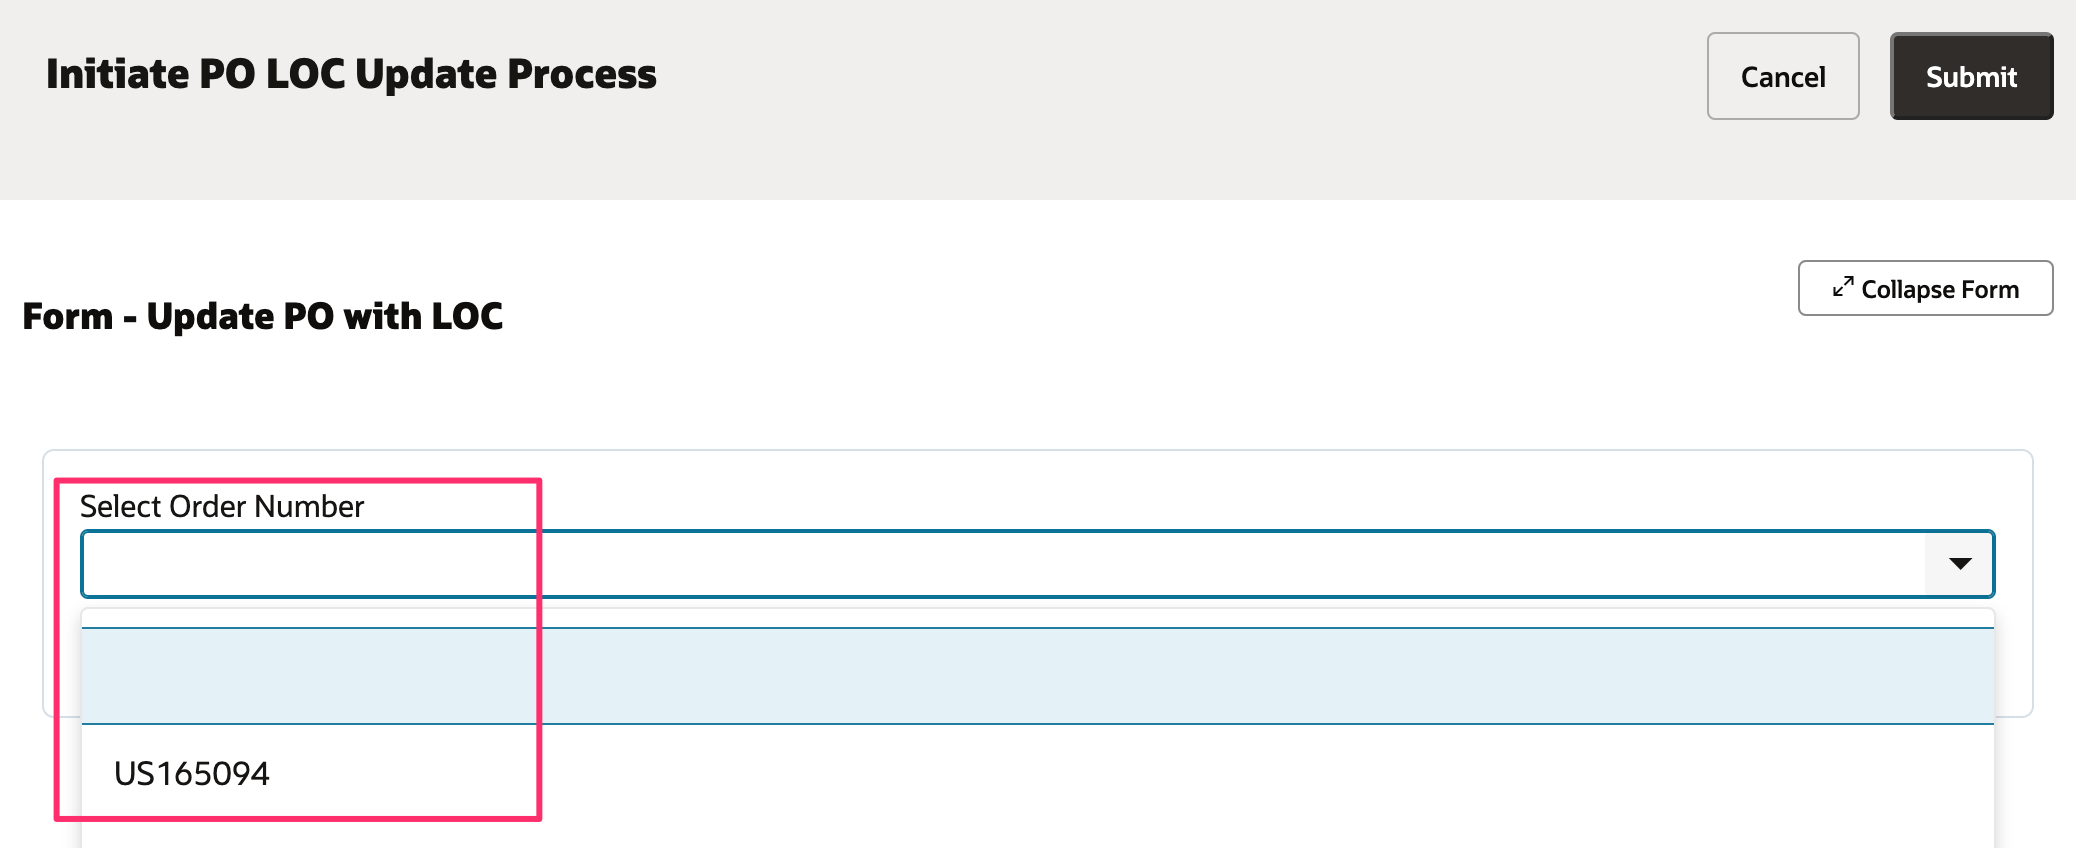 Initiate PO LOC Update Process
Cancel
Submit
Collapse Form
Form - Update PO with LOC
Select Order Number
US165094